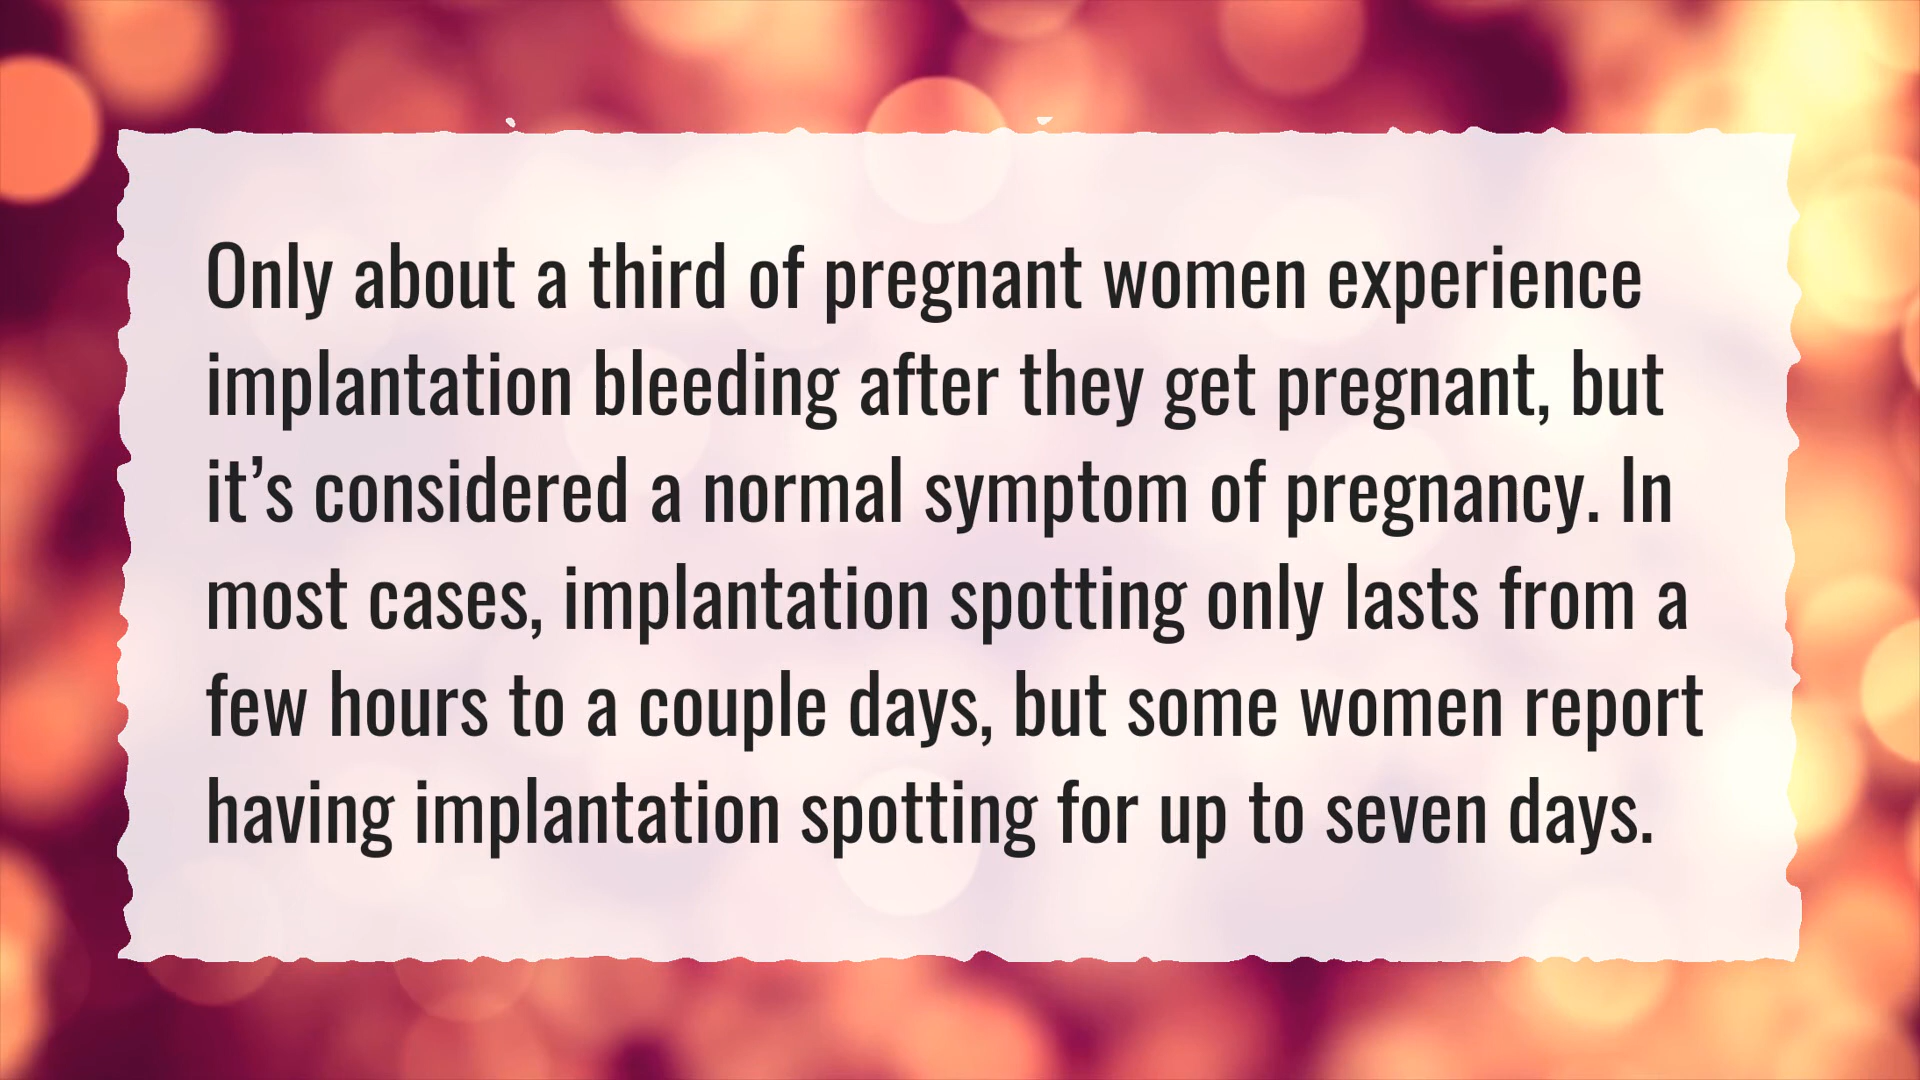 Only about a third of pregnant women experience
implantation bleeding after they get pregnant, but
it’s considered a normal symptom of pregnancy. In
most cases, implantation spotting only lasts from a
few hours to a couple days, but some women report
having implantation spotting for up to seven days.